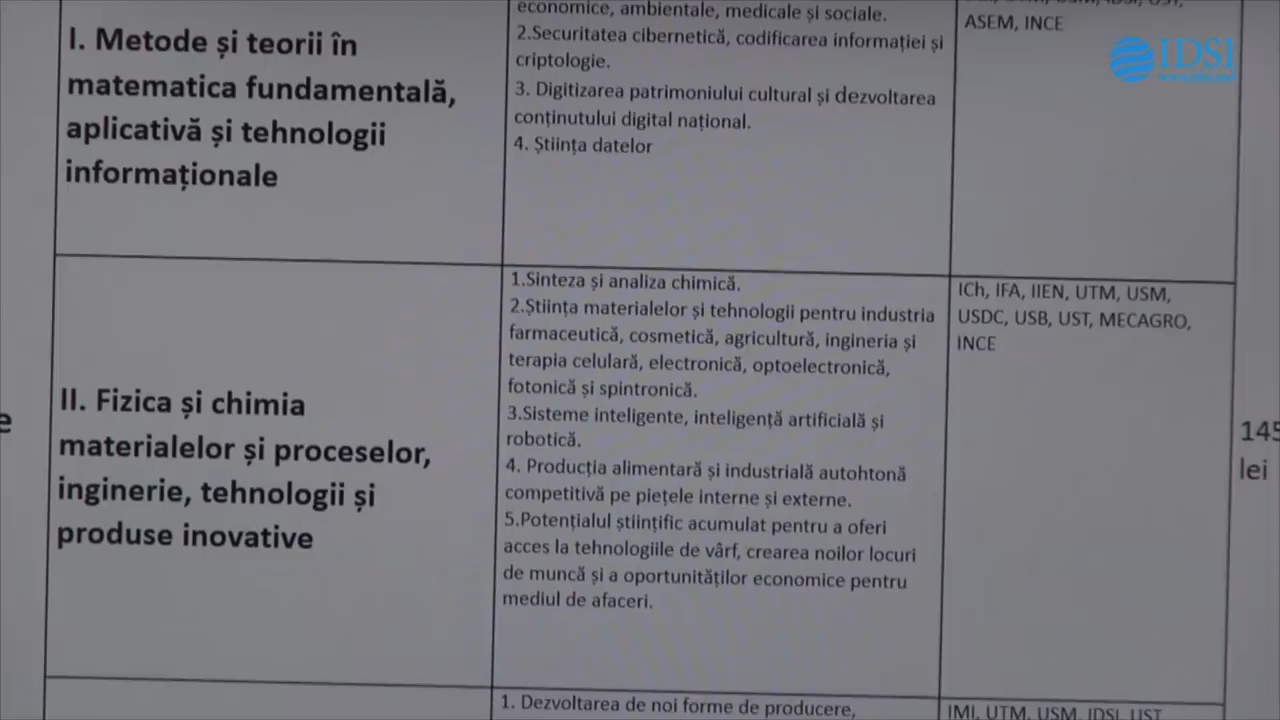 economice, ambientale, medicale și sociale.
ASEM, INCE
IDSI
I. Metode și teorii în
matematica fundamentală,
aplicativă și tehnologii
informaționale
2.Securitatea cibernetică, codificarea informației și
criptologie.
3. Digitizarea patrimoniului cultural și dezvoltarea
conținutului digital național.
4. Știința datelor
II. Fizica și chimia
materialelor și proceselor,
inginerie, tehnologii și
produse inovative
1.Sinteza și analiza chimică.
2.Știința materialelor și tehnologii pentru industria
farmaceutică, cosmetică, agricultură, ingineria și
terapia celulară, electronică, optoelectronică,
fotonică și spintronică.
3.Sisteme inteligente, inteligență artificială și
robotică.
4. Producția alimentară și industrială autohtonă
competitivă pe piețele interne și externe.
5.Potențialul științific acumulat pentru a oferi
acces la tehnologiile de vârf, crearea noilor locuri
de muncă și a oportunităților economice pentru
mediul de afaceri.
ICh, IFA, IIEN, UTM, USM,
USDC, USB, UST, MECAGRO,
INCE
e
145
lei
1. Dezvoltarea de noi forme de producere,
IMI, UTM, USM, IDSI, UST